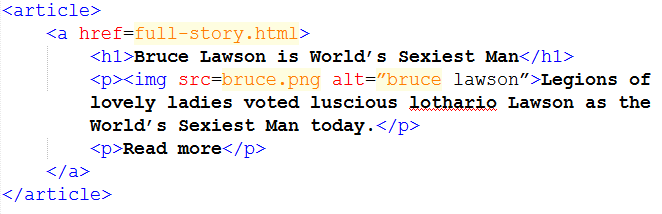 <article>
<a href=full-story.html>
<h1>Bruce Lawson is World’s Sexiest Man</h1>
<p><img src=bruce.png alt=”bruce lawson”>Legions of
lovely ladies voted luscious lothario Lawson as the
World’s Sexiest Man today.</p>
<p>Read more</p>
</a>
</article>